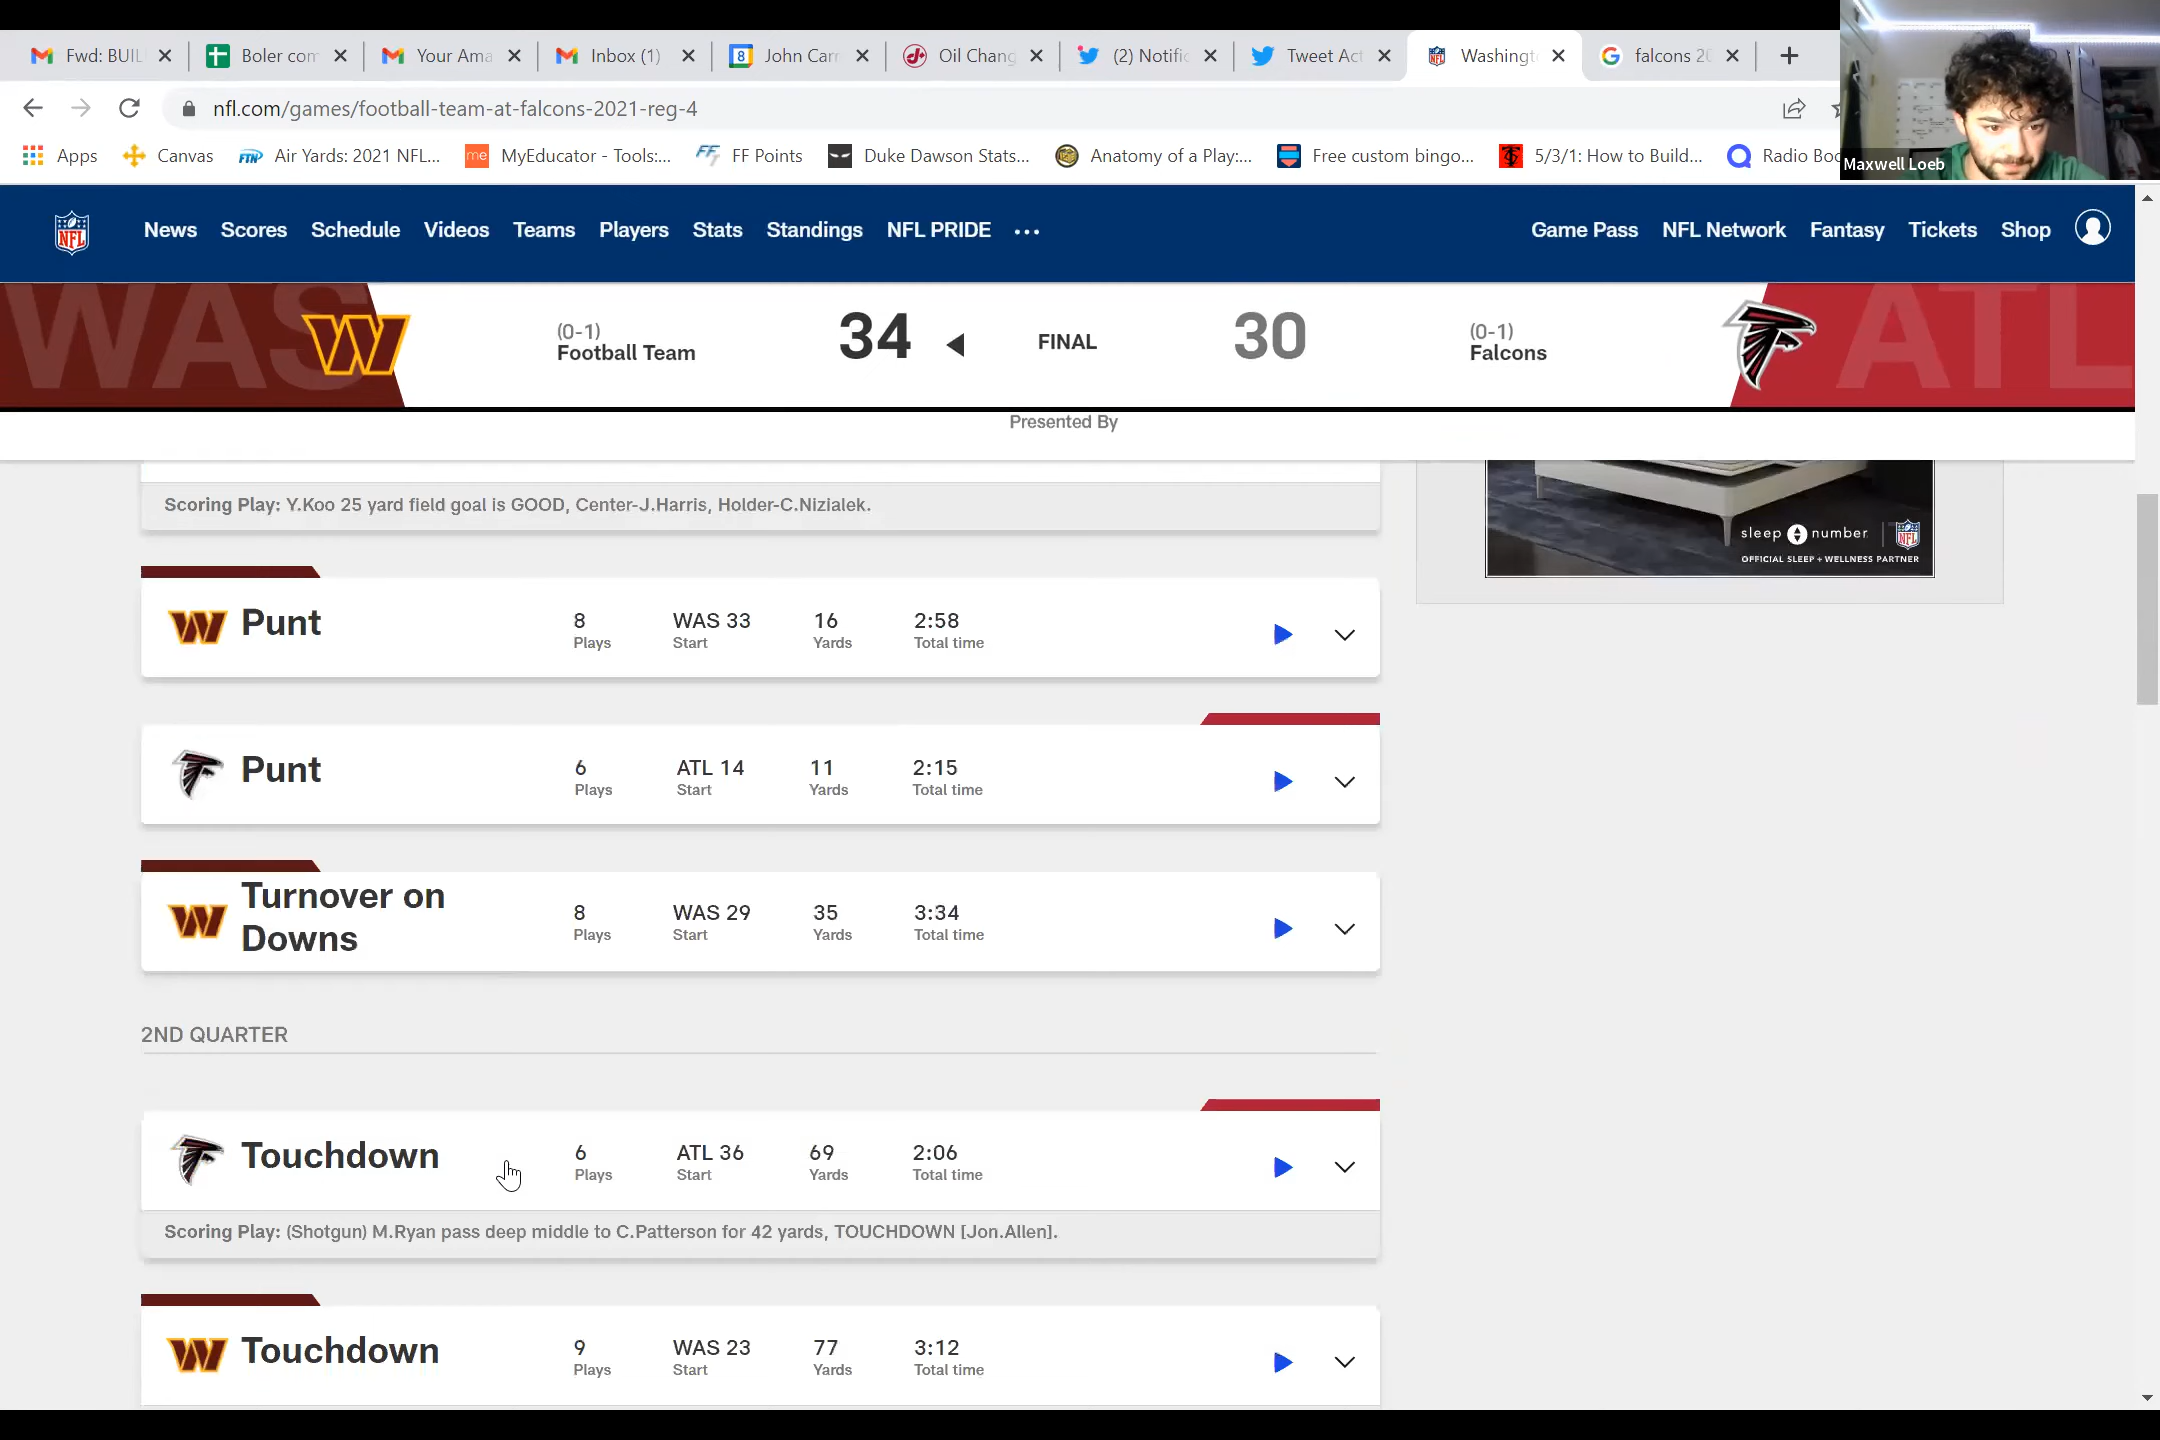 Fwd: BUIL
Boler com
Your Ama
Inbox (1)
John Carr
Oil Chang
(2) Notific
Tweet Act
Washingt
falcons 20
nfl.com/games/football-team-at-falcons-2021-reg-4
Apps
Canvas
FTN Air Yards: 2021 NFL...
me MyEducator - Tools:...
FF FF Points
Duke Dawson Stats...
Anatomy of a Play:...
Free custom bingo...
5/3/1: How to Build...
Radio Boo
Maxwell Loeb
NFL
News Scores Schedule Videos Teams Players Stats Standings NFL PRIDE ...
Game Pass NFL Network Fantasy Tickets Shop
WAS
(0-1)
Football Team
34
FINAL
30
(0-1)
Falcons
ATL
Presented By
Scoring Play: Y.Koo 25 yard field goal is GOOD, Center-J.Harris, Holder-C.Nizialek.
sleep number NFL
OFFICIAL SLEEP + WELLNESS PARTNER
W Punt
8 WAS 33 16 2:58
Plays Start Yards Total time
Punt
6 ATL 14 11 2:15
Plays Start Yards Total time
W Turnover on
Downs
8 WAS 29 35 3:34
Plays Start Yards Total time
2ND QUARTER
Touchdown
6 ATL 36 69 2:06
Plays Start Yards Total time
Scoring Play: (Shotgun) M.Ryan pass deep middle to C.Patterson for 42 yards, TOUCHDOWN [Jon.Allen].
W Touchdown
9 WAS 23 77 3:12
Plays Start Yards Total time